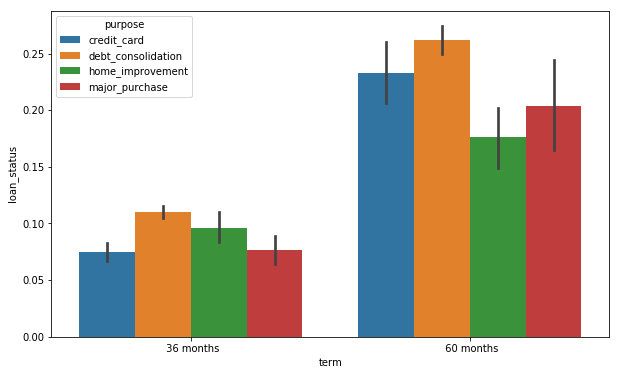 purpose
credit_card
debt_consolidation
home_improvement
major_purchase
0.25
0.20
0.15
0.10
0.05
0.00
loan_status
36 months
60 months
term